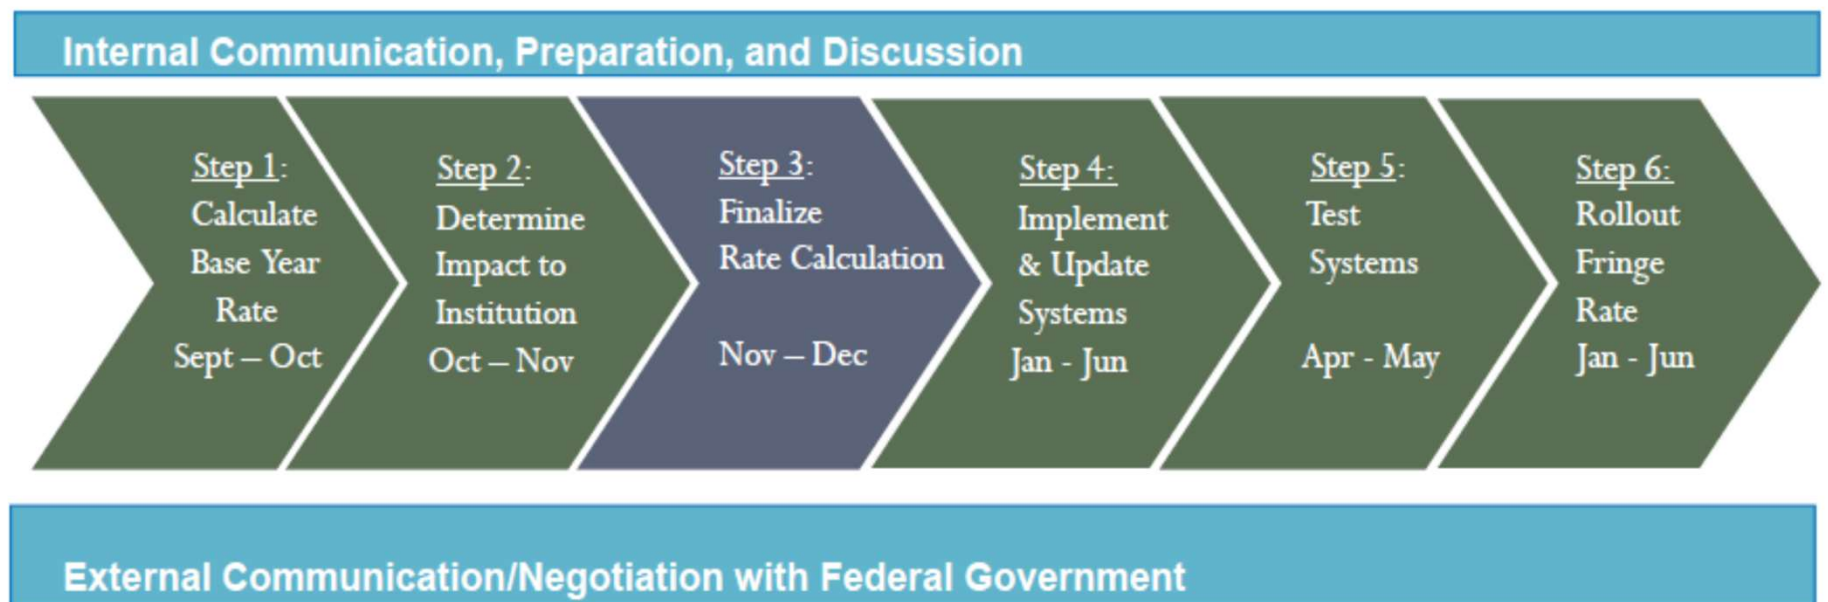 Internal Communication, Preparation, and Discussion
Step 1:
Calculate
Base Year
Rate
Sept – Oct
Step 2:
Determine
Impact to
Institution
Oct – Nov
Step 3:
Finalize
Rate Calculation
Nov – Dec
Step 4:
Implement
& Update
Systems
Jan - Jun
Step 5:
Test
Systems
Apr - May
Step 6:
Rollout
Fringe
Rate
Jan - Jun
External Communication/Negotiation with Federal Government